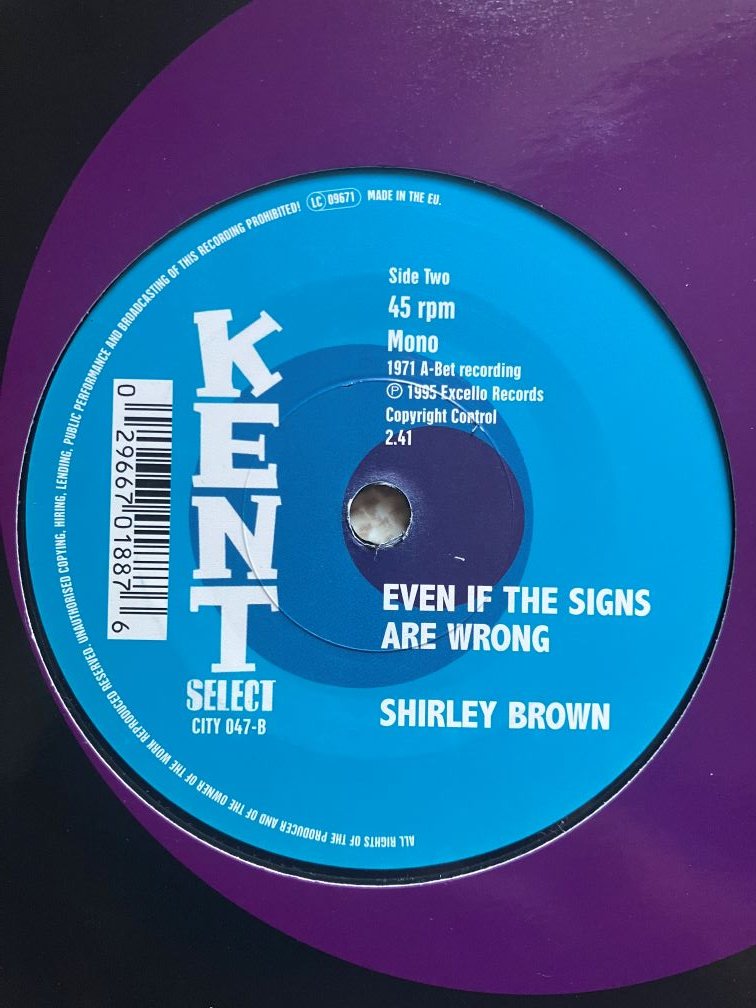 ALL RIGHTS OF THE PRODUCER AND OF THE OWNER OF THE WORK REPRODUCED RESERVED. UNAUTHORISED COPYING, HIRING, LENDING, PUBLIC PERFORMANCE AND BROADCASTING OF THIS RECORDING PROHIBITED! LC 09671 MADE IN THE EU.
Side Two
45 rpm
Mono
1971 A-Bet recording
℗ 1995 Excello Records
Copyright Control
2.41
KENT
SELECT
CITY 047-B
0 29667 01887 6
EVEN IF THE SIGNS
ARE WRONG
SHIRLEY BROWN